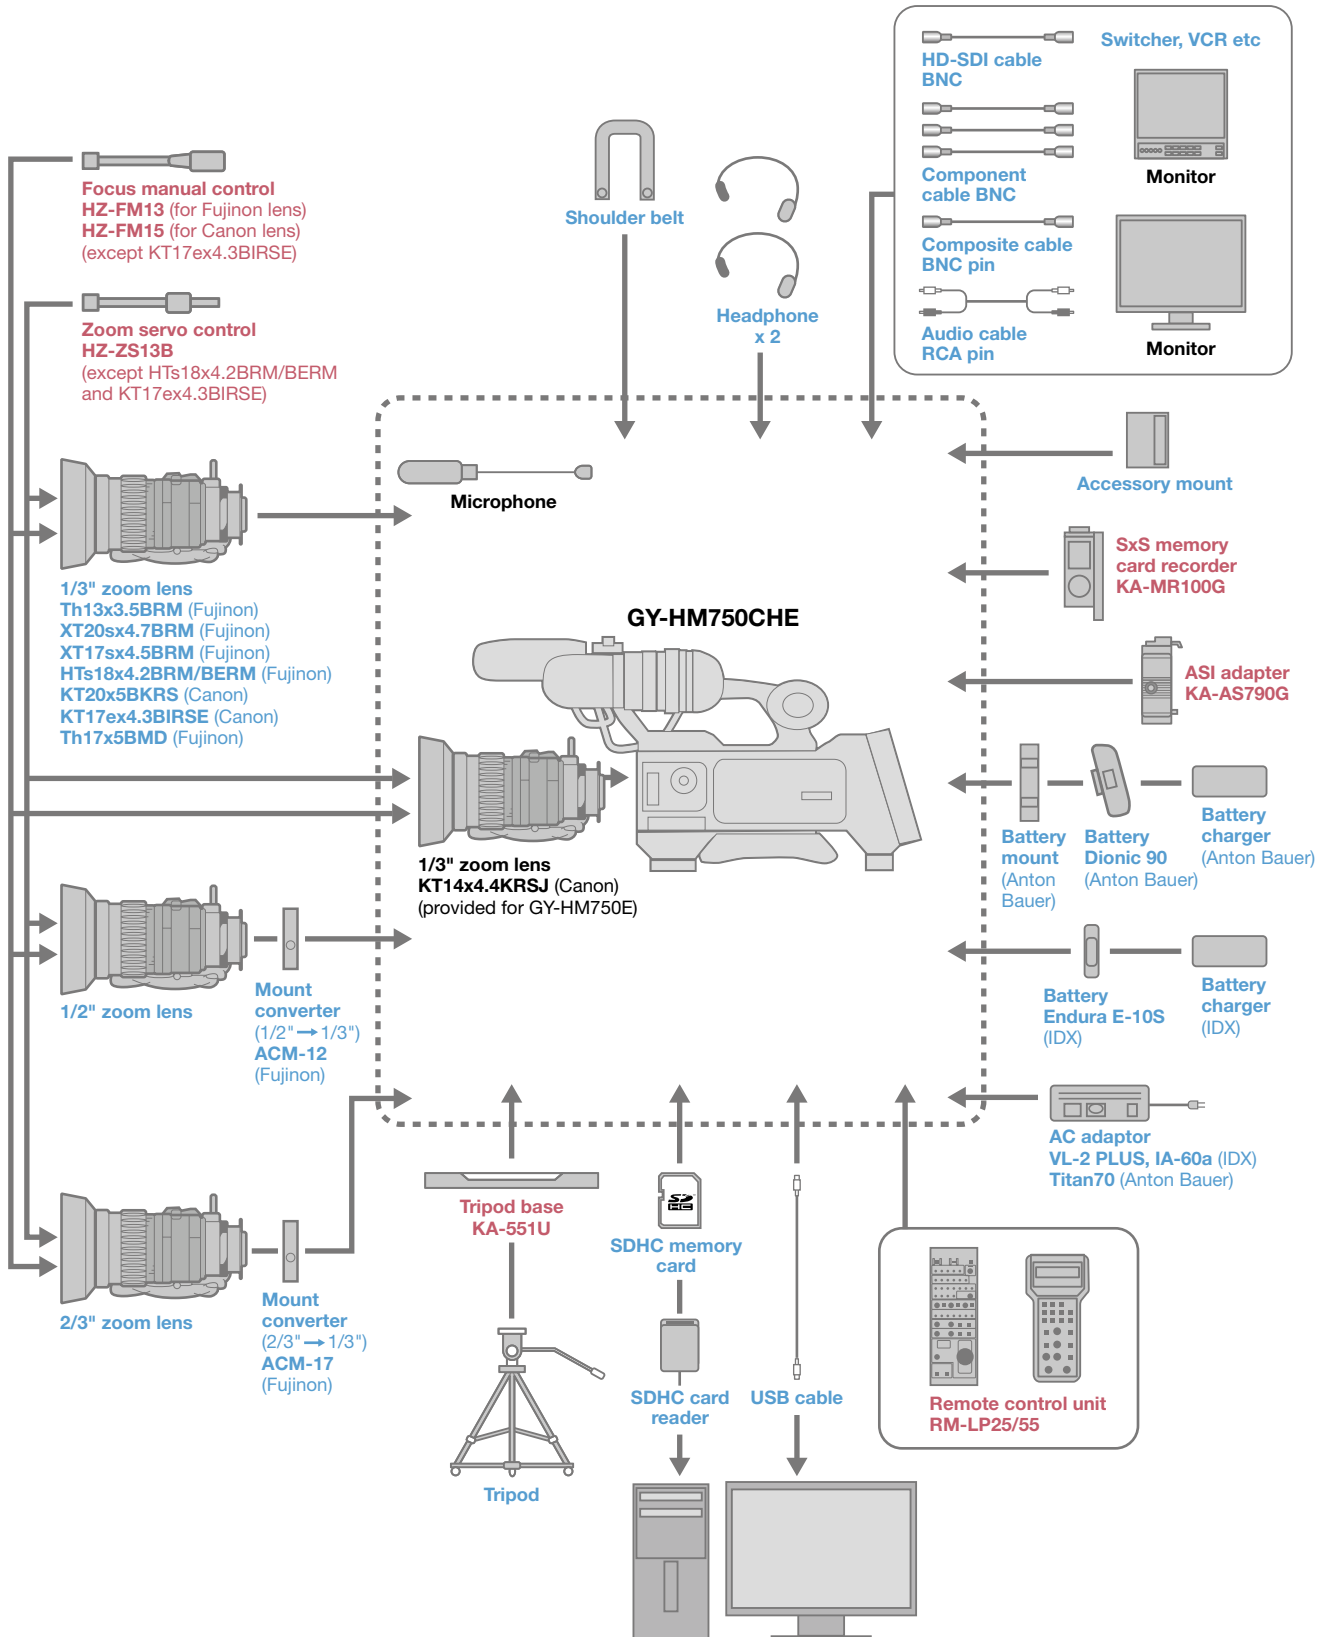 HD-SDI cable
BNC
Switcher, VCR etc
Component
cable BNC
Monitor
Composite cable
BNC pin
Audio cable
RCA pin
Monitor
Focus manual control
HZ-FM13 (for Fujinon lens)
HZ-FM15 (for Canon lens)
(except KT17ex4.3BIRSE)
Shoulder belt
Headphone
x 2
Zoom servo control
HZ-ZS13B
(except HTs18x4.2BRM/BERM
and KT17ex4.3BIRSE)
Microphone
Accessory mount
SxS memory
card recorder
KA-MR100G
1/3" zoom lens
Th13x3.5BRM (Fujinon)
XT20sx4.7BRM (Fujinon)
XT17sx4.5BRM (Fujinon)
HTs18x4.2BRM/BERM (Fujinon)
KT20x5BKRS (Canon)
KT17ex4.3BIRSE (Canon)
Th17x5BMD (Fujinon)
GY-HM750CHE
ASI adapter
KA-AS790G
1/3" zoom lens
KT14x4.4KRSJ (Canon)
(provided for GY-HM750E)
Battery
mount
(Anton
Bauer)
Battery
Dionic 90
(Anton Bauer)
Battery
charger
(Anton Bauer)
1/2" zoom lens
Mount
converter
(1/2"→1/3")
ACM-12
(Fujinon)
Battery
Endura E-10S
(IDX)
Battery
charger
(IDX)
AC adaptor
VL-2 PLUS, IA-60a (IDX)
Titan70 (Anton Bauer)
Tripod base
KA-551U
SD
HC
SDHC memory
card
2/3" zoom lens
Mount
converter
(2/3"→1/3")
ACM-17
(Fujinon)
SDHC card
reader
USB cable
Remote control unit
RM-LP25/55
Tripod